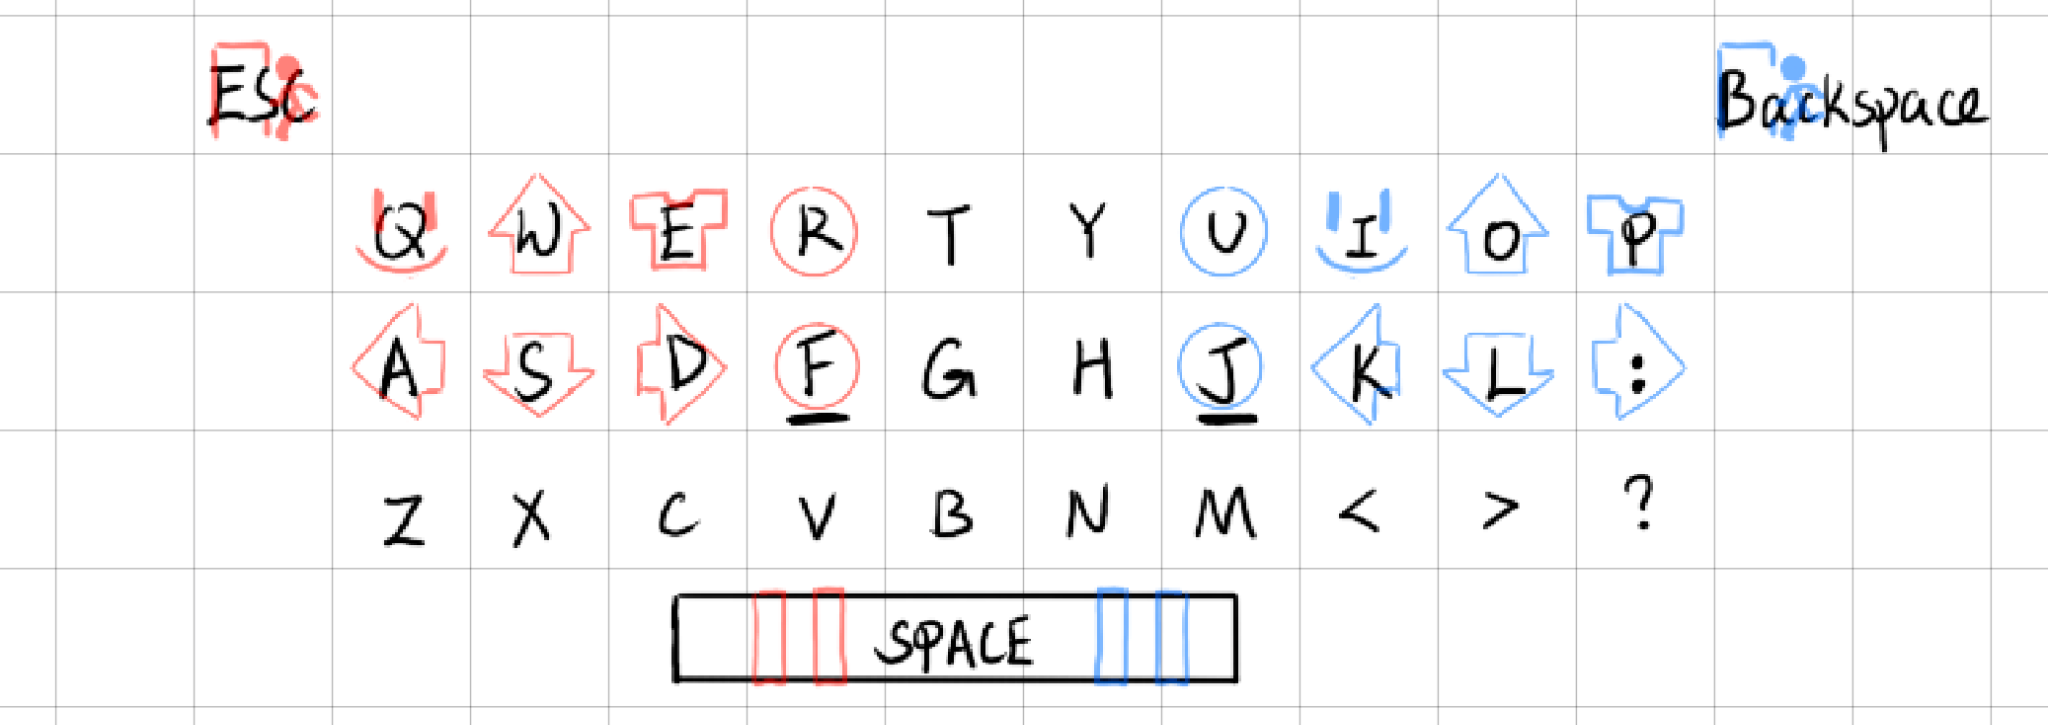 ESC Backspace
Q W E R T Y U I O P
A S D F G H J K L :
Z X C V B N M < > ?
SPACE